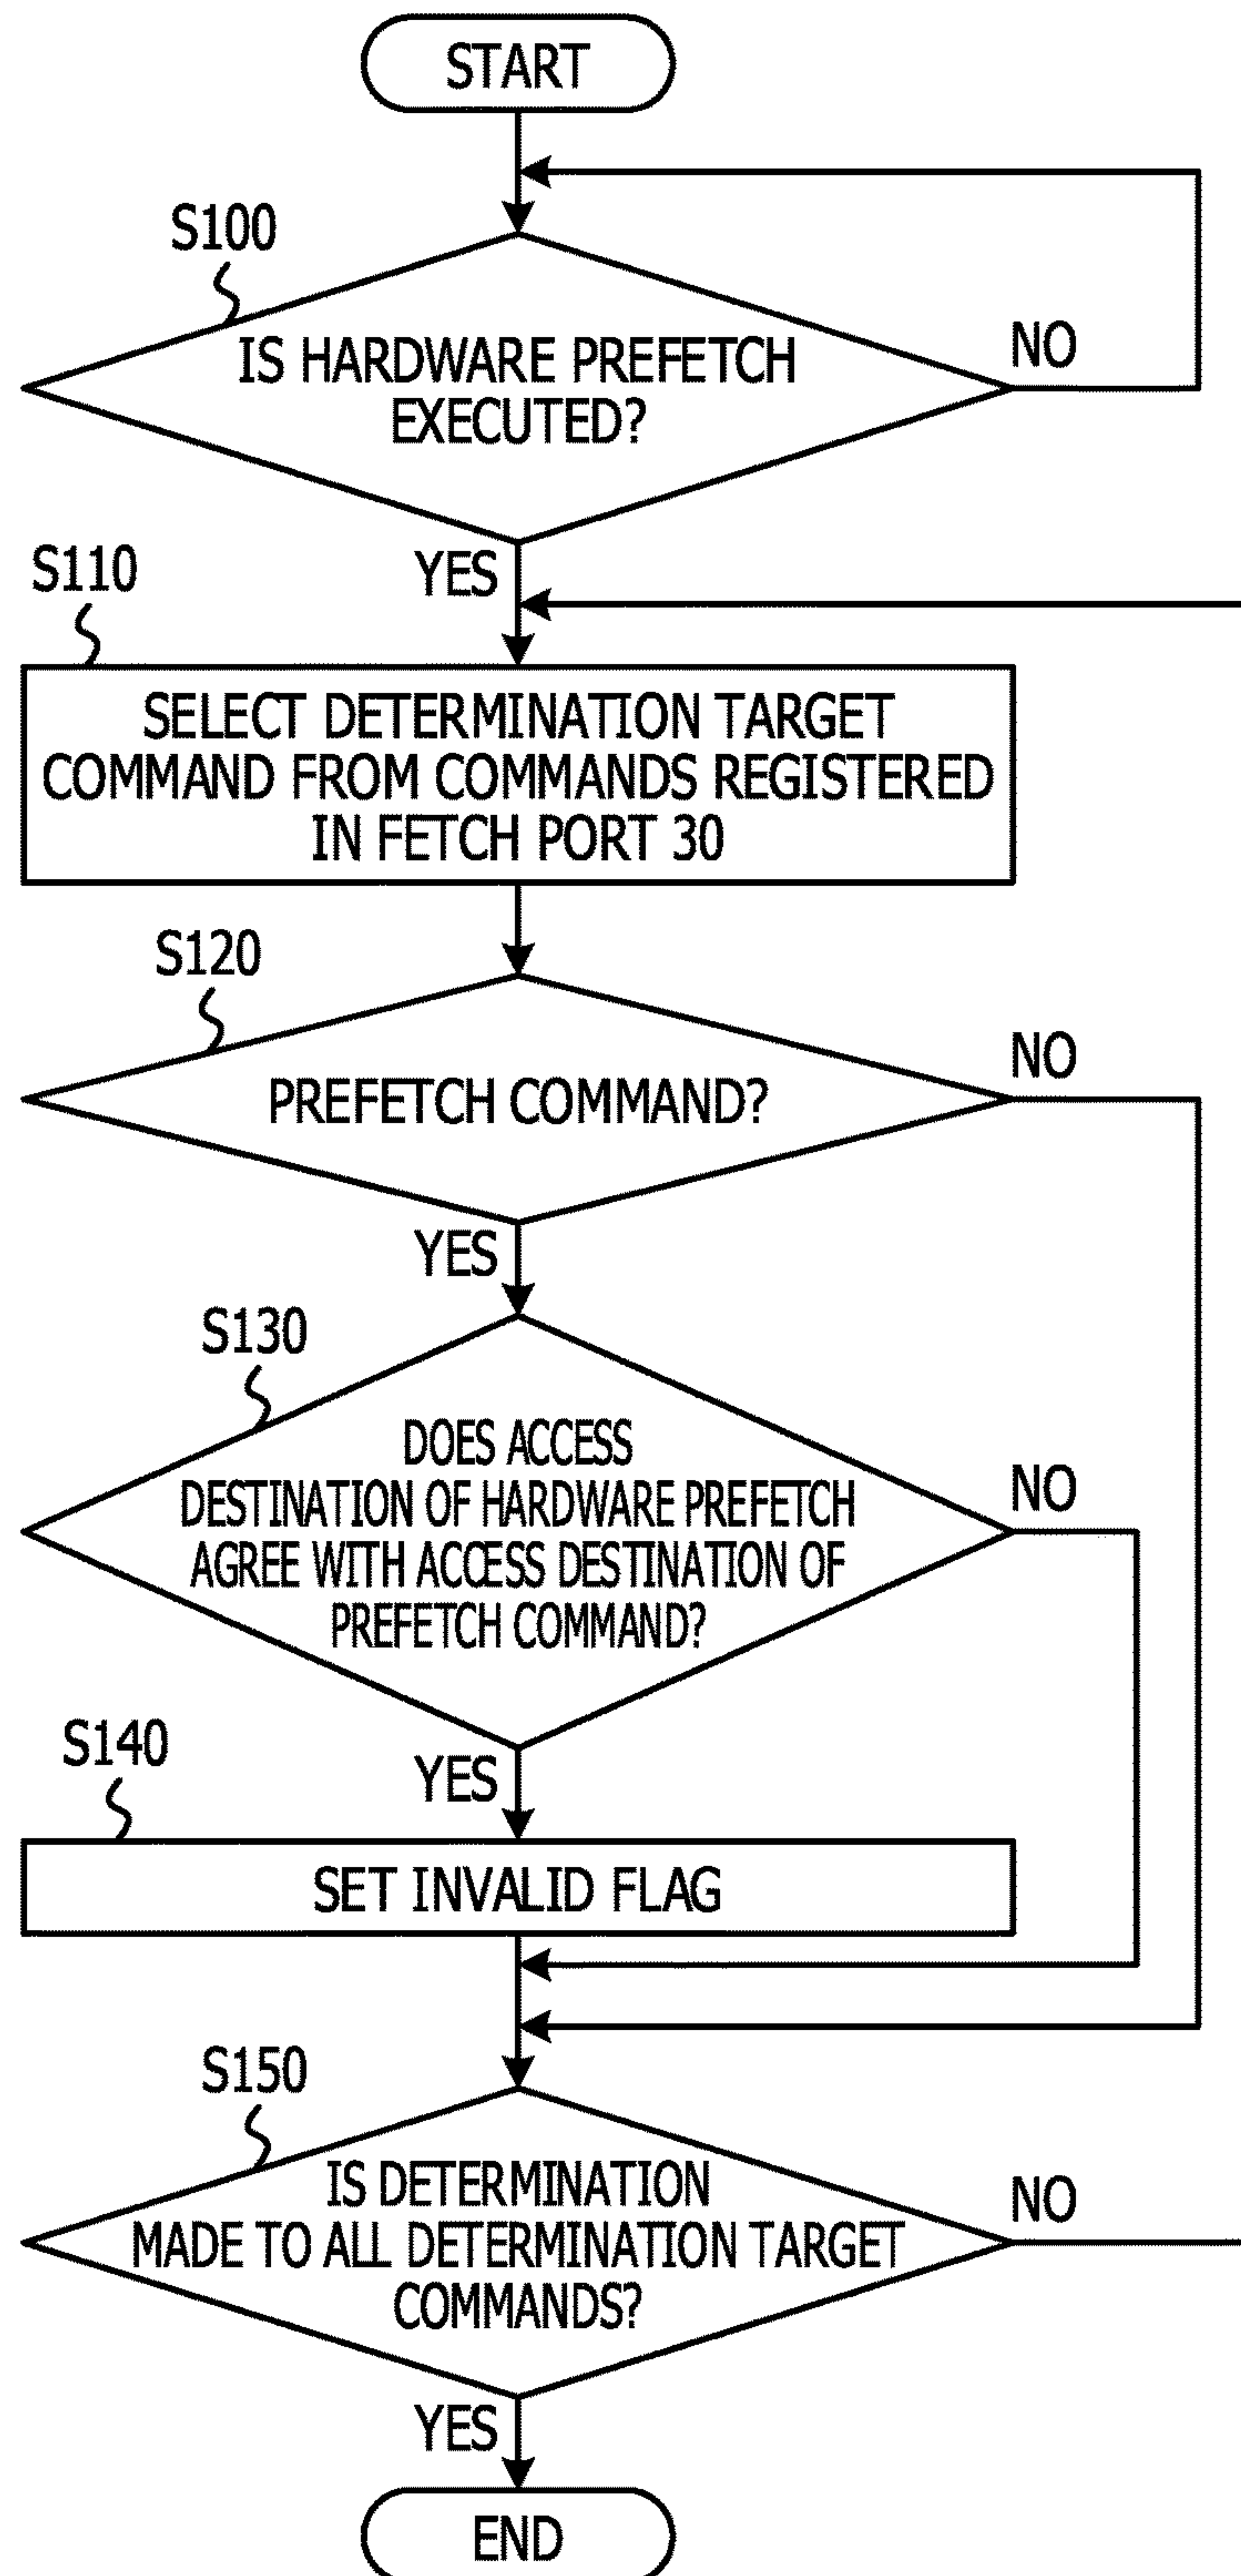 START
S100
IS HARDWARE PREFETCH
EXECUTED?
NO
YES
S110
SELECT DETERMINATION TARGET
COMMAND FROM COMMANDS REGISTERED
IN FETCH PORT 30
S120
PREFETCH COMMAND?
NO
YES
S130
DOES ACCESS
DESTINATION OF HARDWARE PREFETCH
AGREE WITH ACCESS DESTINATION OF
PREFETCH COMMAND?
NO
YES
S140
SET INVALID FLAG
S150
IS DETERMINATION
MADE TO ALL DETERMINATION TARGET
COMMANDS?
NO
YES
END